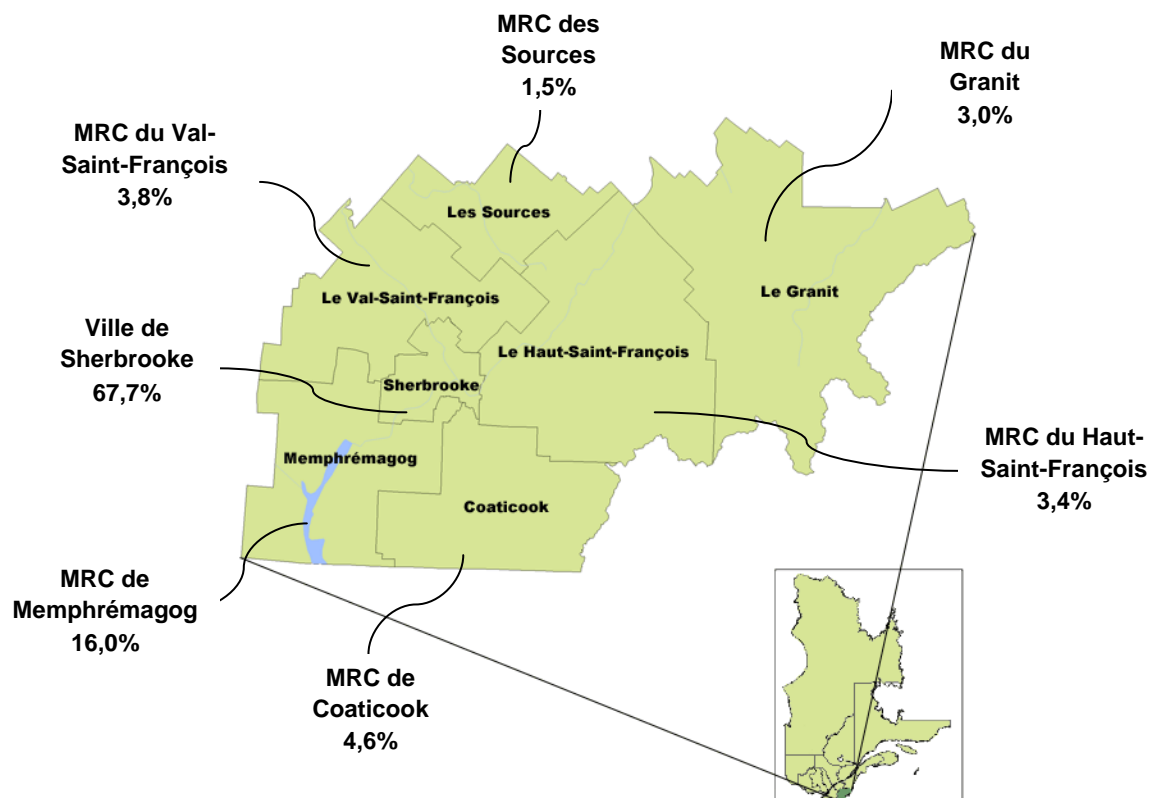 MRC des
Sources
1,5%
MRC du
Granit
3,0%
MRC du Val-
Saint-François
3,8%
Les Sources
Le Val-Saint-François
Le Granit
Ville de
Sherbrooke
67,7%
Le Haut-Saint-François
Sherbrooke
MRC du Haut-
Saint-François
3,4%
Memphrémagog
Coaticook
MRC de
Memphrémagog
16,0%
MRC de
Coaticook
4,6%